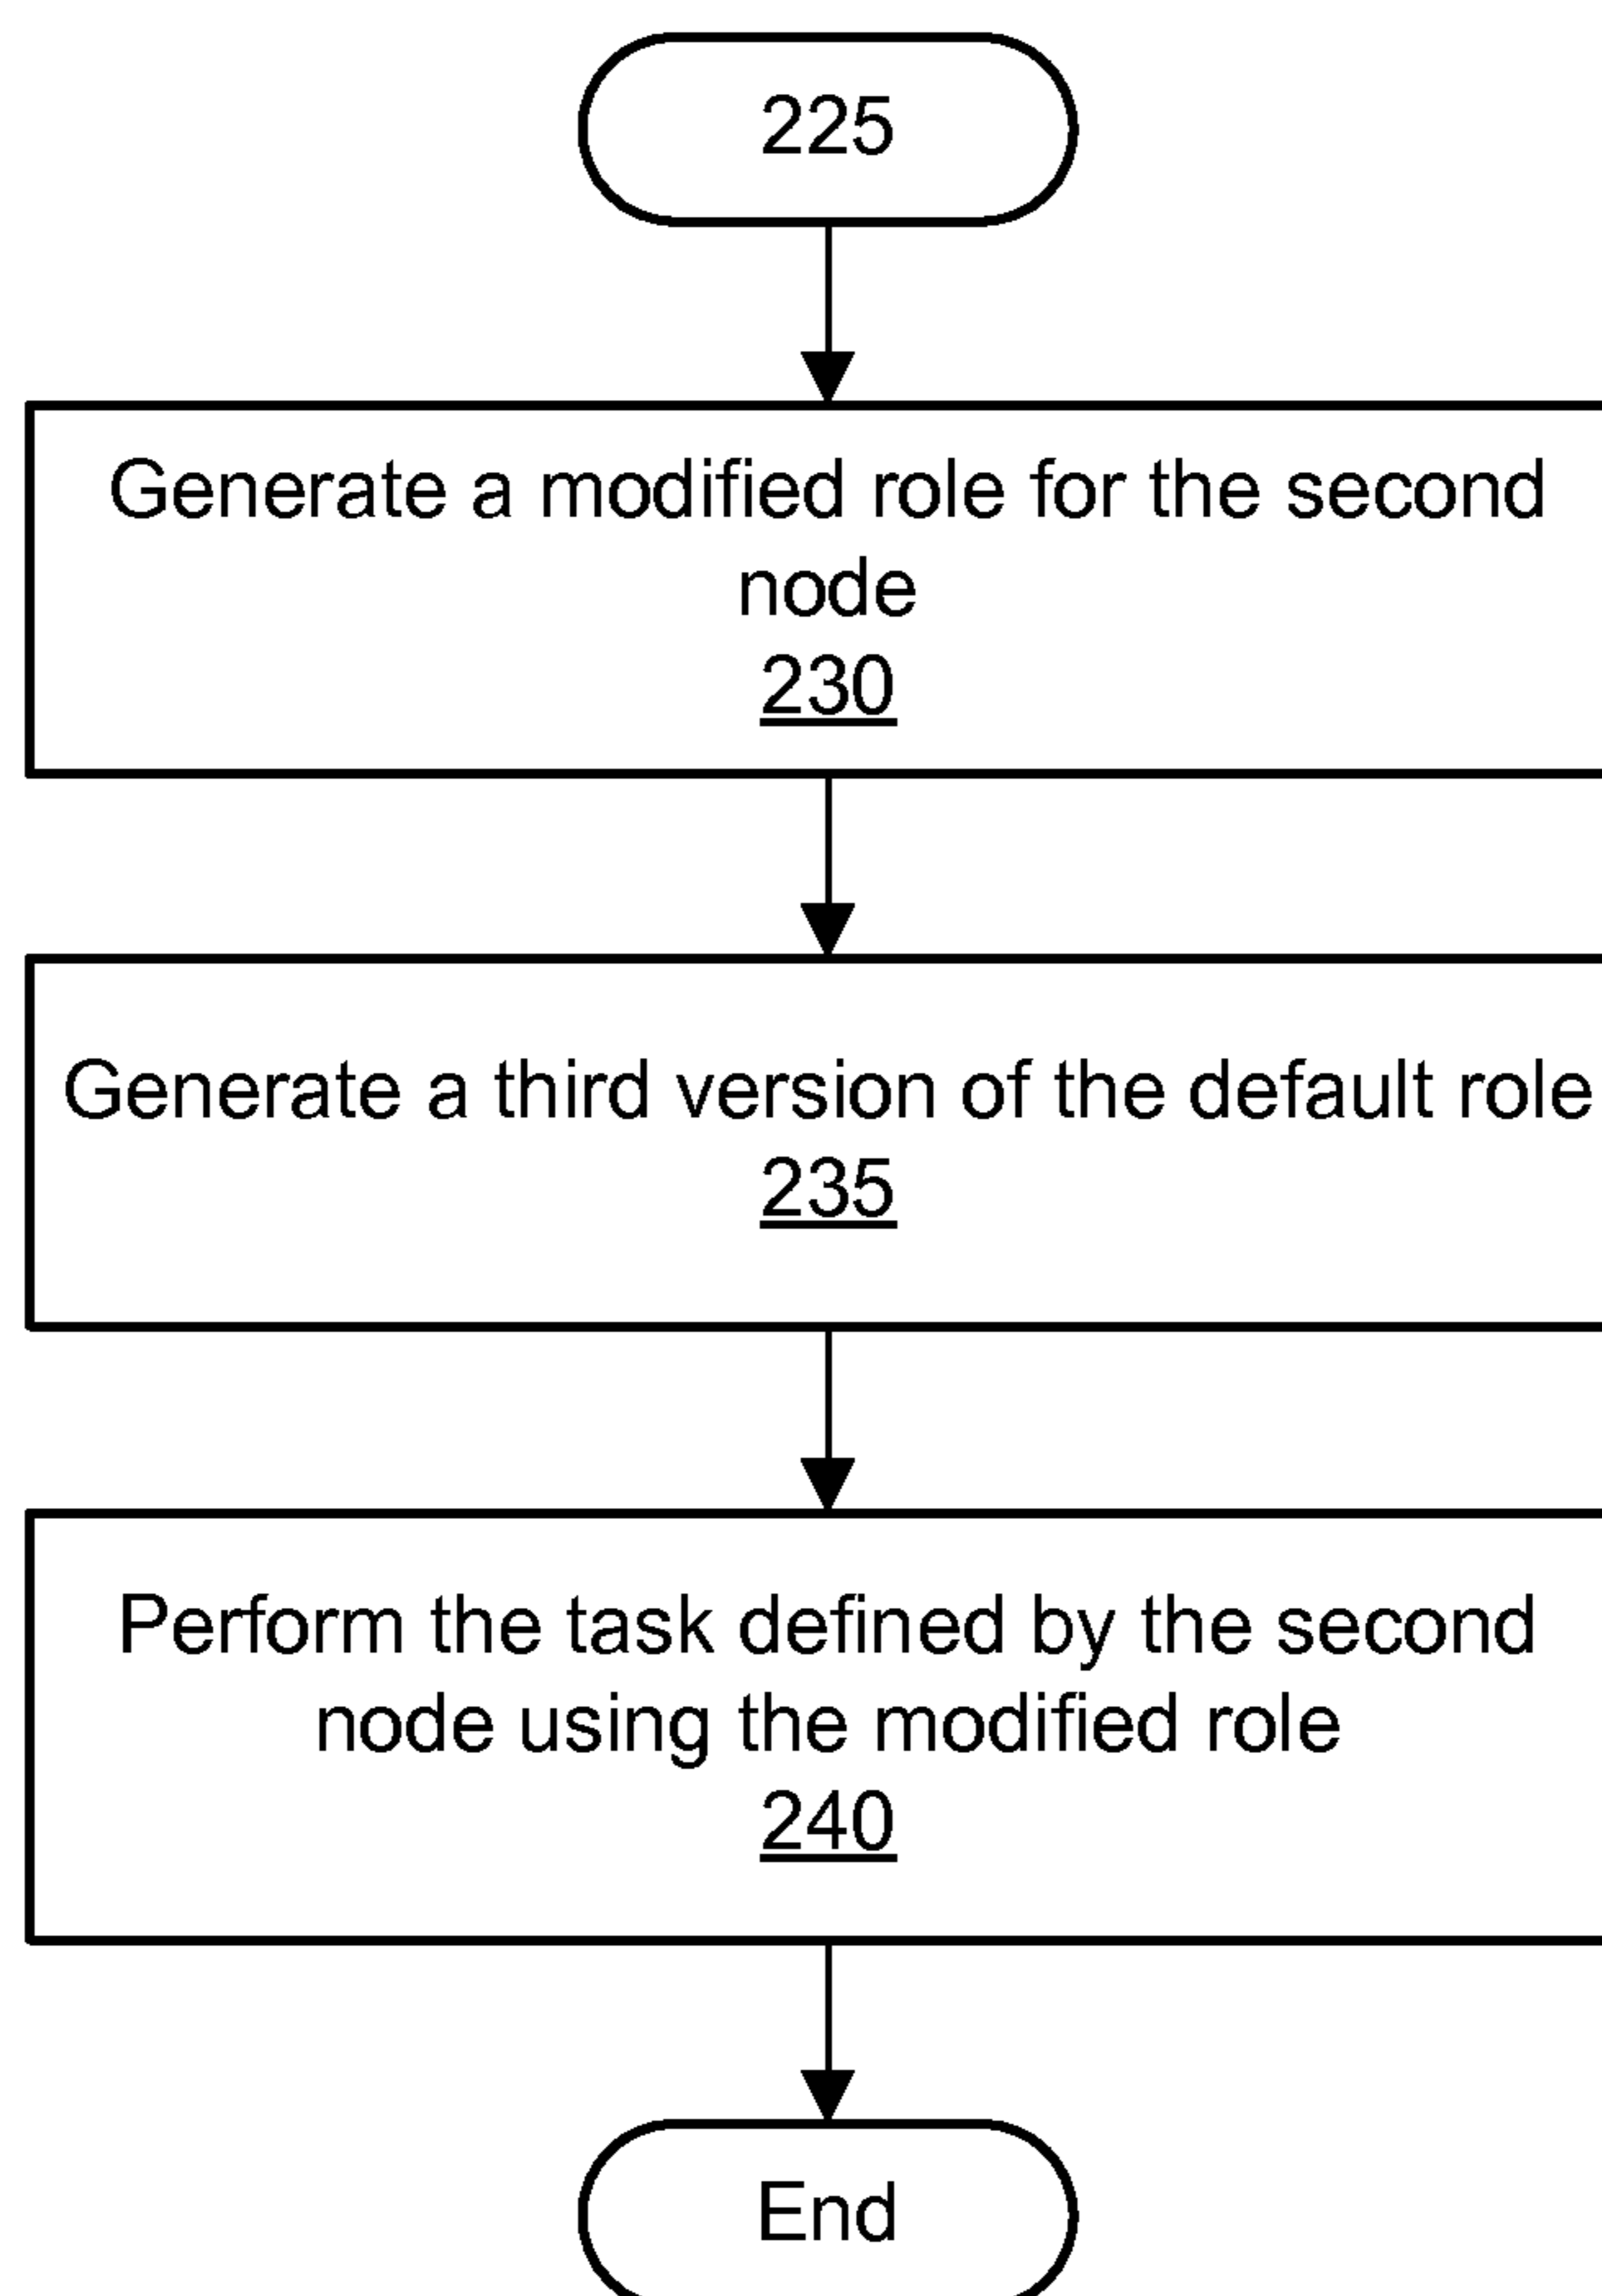 225
Generate a modified role for the second
node
230
Generate a third version of the default role
235
Perform the task defined by the second
node using the modified role
240
End